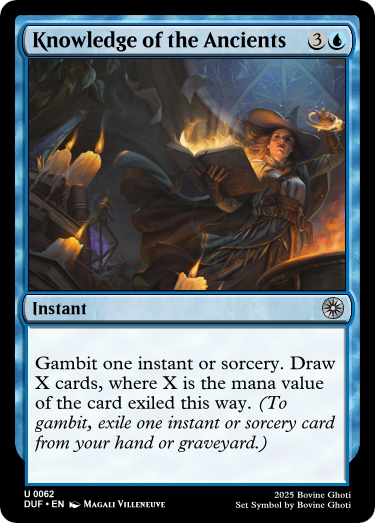 Knowledge of the Ancients 3
Instant
Gambit one instant or sorcery. Draw
X cards, where X is the mana value
of the card exiled this way. (To
gambit, exile one instant or sorcery card
from your hand or graveyard.)
U 0062 2025 Bovine Ghoti
DUF • EN Magali Villeneuve Set Symbol by Bovine Ghoti